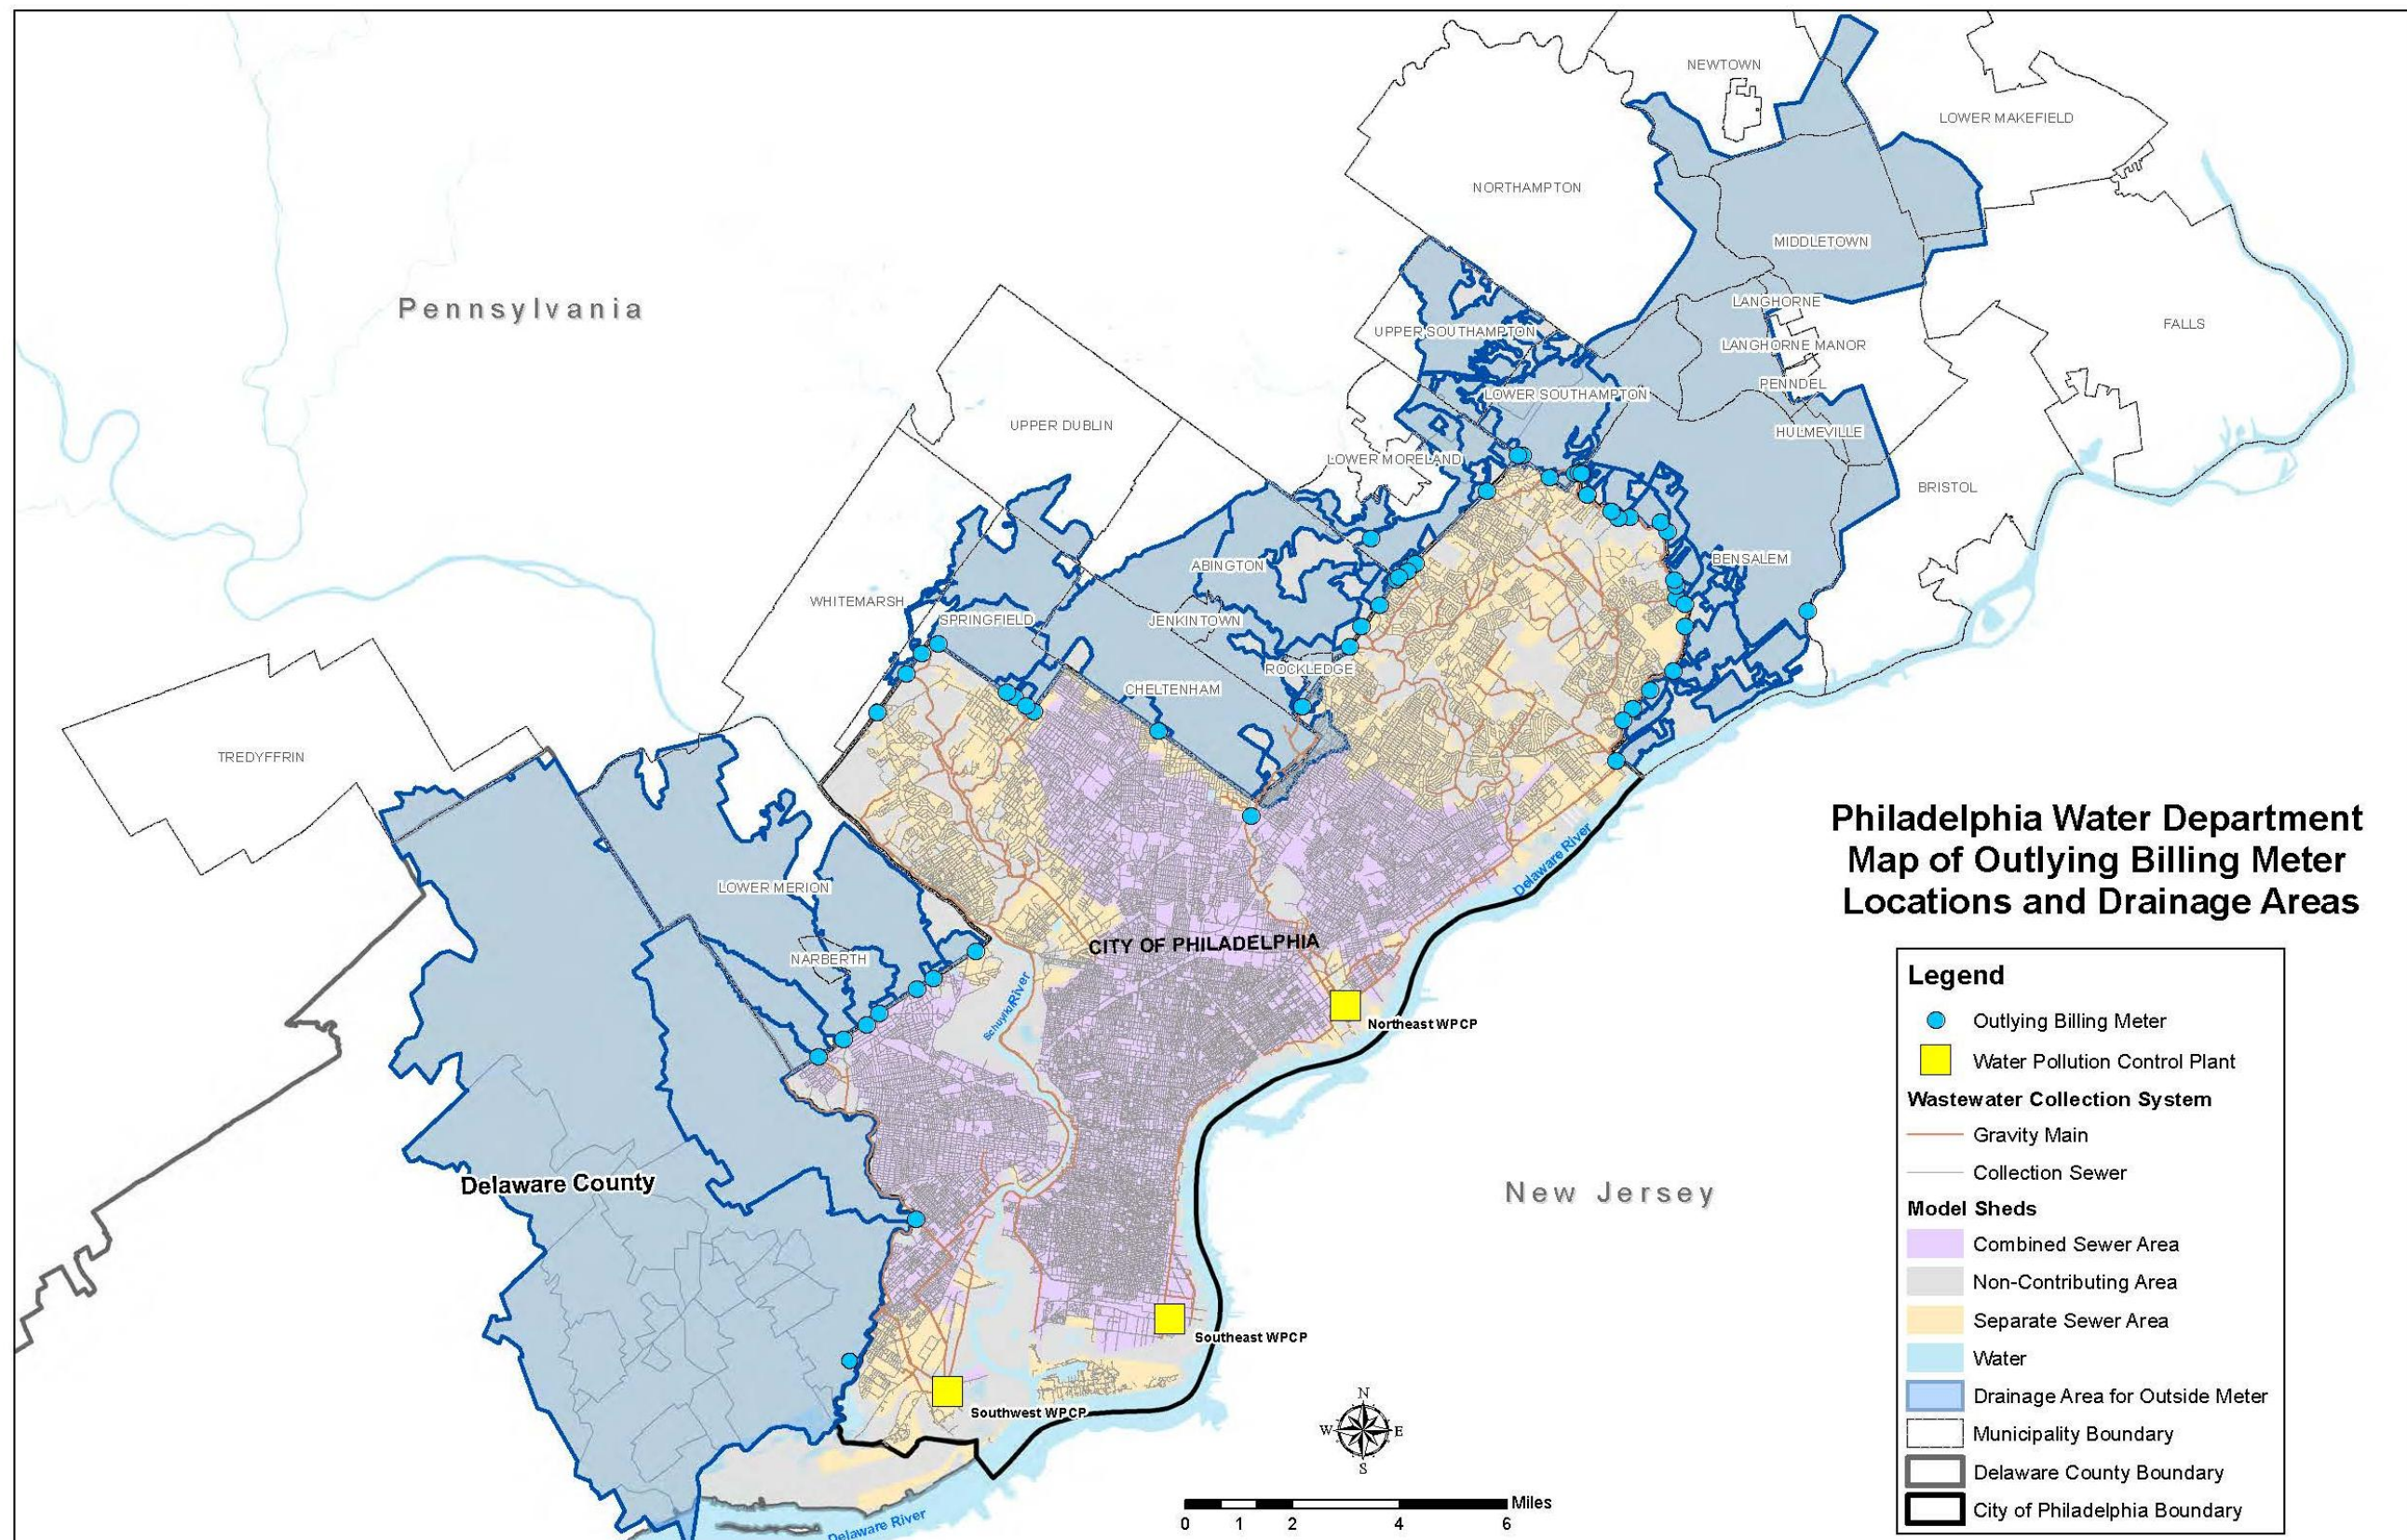 NEWTOWN
LOWER MAKEFIELD
NORTHAMPTON
MIDDLETOWN
Pennsylvania
LANGHORNE
UPPER SOUTHAMPTON
FALLS
LANGHORNE MANOR
PENNDEL
LOWER SOUTHAMPTON
UPPER DUBLIN
HULMEVILLE
LOWER MORELAND
BRISTOL
BENSALEM
ABINGTON
WHITEMARSH
SPRINGFIELD
JENKINTOWN
ROCKLEDGE
CHELTENHAM
TREDYFFRIN
Philadelphia Water Department
Map of Outlying Billing Meter
Locations and Drainage Areas
Delaware River
LOWER MERION
CITY OF PHILADELPHIA
NARBERTH
Schuylkill River
Northeast WPCP
Delaware County
New Jersey
Southeast WPCP
Southwest WPCP
Delaware River
N
W E
S
Miles
0 1 2 4 6
Legend
Outlying Billing Meter
Water Pollution Control Plant
Wastewater Collection System
Gravity Main
Collection Sewer
Model Sheds
Combined Sewer Area
Non-Contributing Area
Separate Sewer Area
Water
Drainage Area for Outside Meter
Municipality Boundary
Delaware County Boundary
City of Philadelphia Boundary